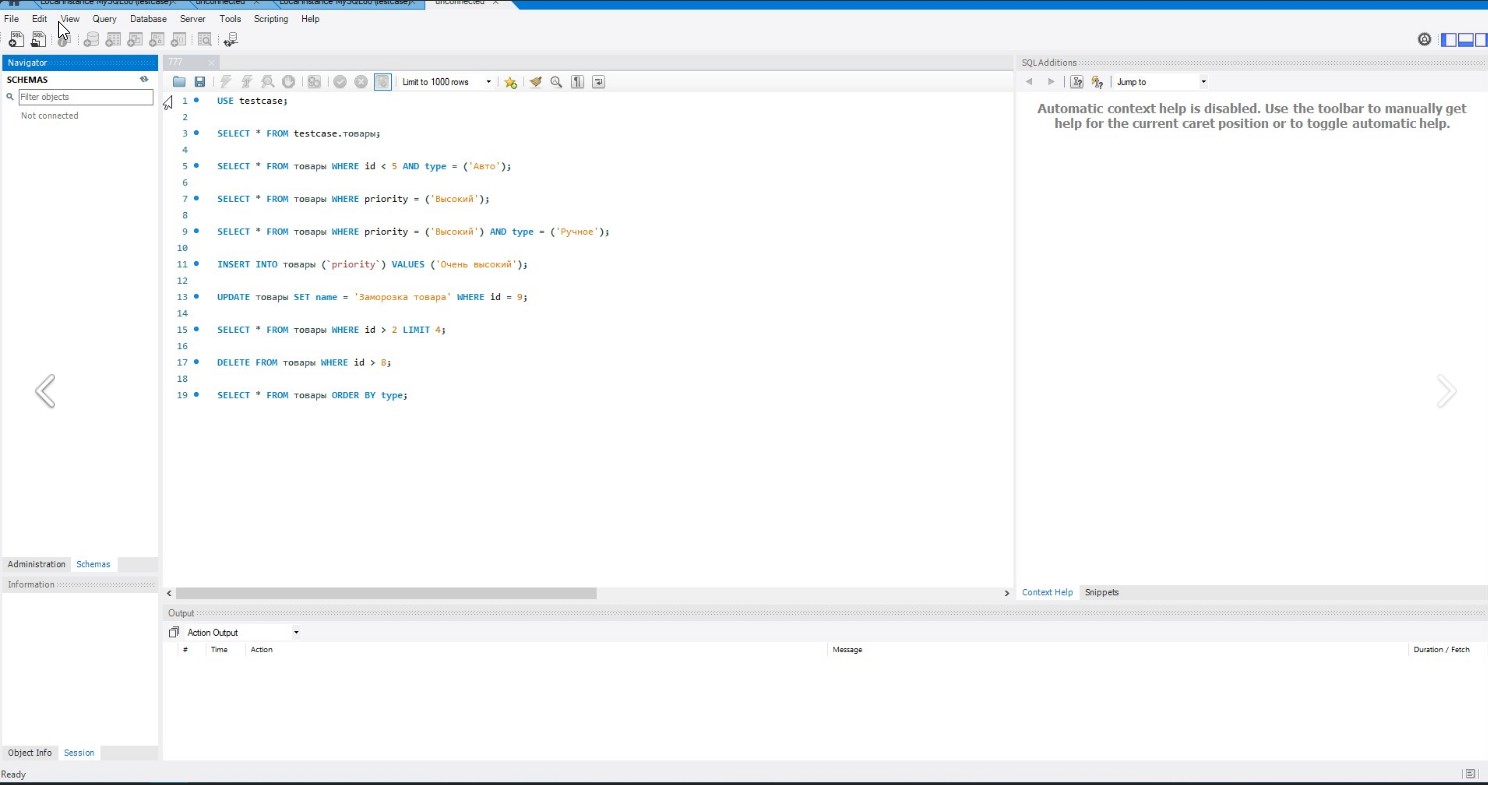 Local instance MySQL80 (testcase) unconnected Local instance MySQL80 (testcase) unconnected
File Edit View Query Database Server Tools Scripting Help
Navigator
SCHEMAS
Filter objects
Not connected
Administration Schemas
Information
Object Info Session
777
Limit to 1000 rows
1 USE testcase;
2
3 SELECT * FROM testcase.товары;
4
5 SELECT * FROM товары WHERE id < 5 AND type = ('Авто');
6
7 SELECT * FROM товары WHERE priority = ('Высокий');
8
9 SELECT * FROM товары WHERE priority = ('Высокий') AND type = ('Ручное');
10
11 INSERT INTO товары (`priority`) VALUES ('Очень высокий');
12
13 UPDATE товары SET name = 'Заморозка товара' WHERE id = 9;
14
15 SELECT * FROM товары WHERE id > 2 LIMIT 4;
16
17 DELETE FROM товары WHERE id > 8;
18
19 SELECT * FROM товары ORDER BY type;
SQLAdditions
Jump to
Automatic context help is disabled. Use the toolbar to manually get
help for the current caret position or to toggle automatic help.
Context Help Snippets
Output
Action Output
# Time Action Message Duration / Fetch
Ready